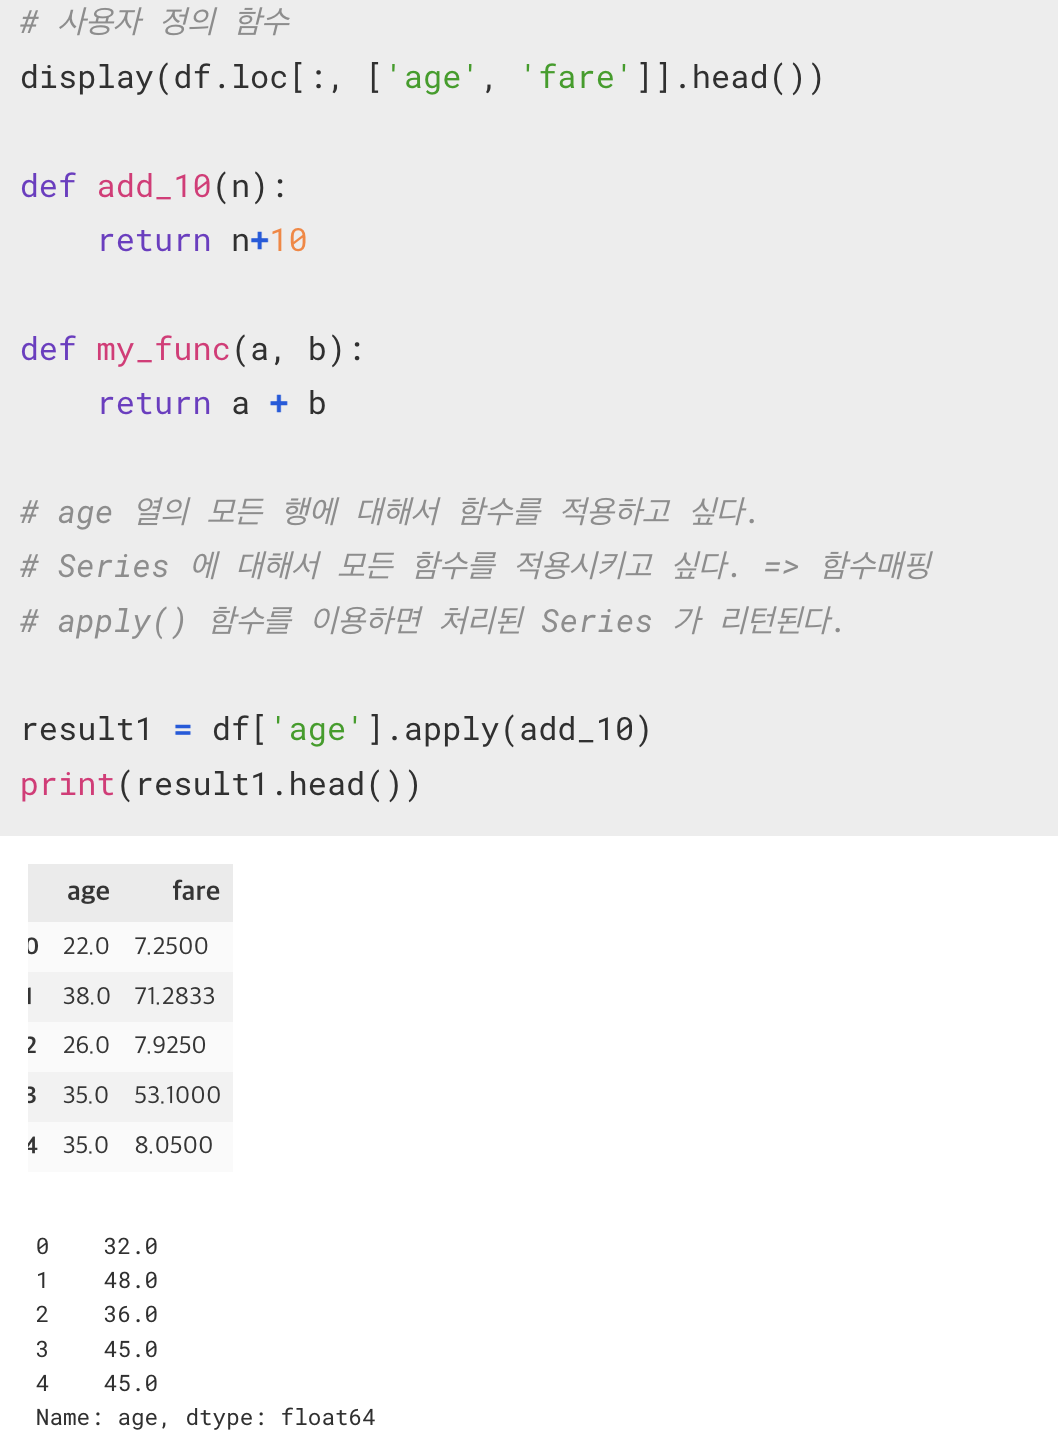 # 사용자 정의 함수
display(df.loc[:, ['age', 'fare']].head())
def add_10(n):
    return n+10
def my_func(a, b):
    return a + b
# age 열의 모든 행에 대해서 함수를 적용하고 싶다.
# Series 에 대해서 모든 함수를 적용시키고 싶다. => 함수매핑
# apply() 함수를 이용하면 처리된 Series 가 리턴된다.
result1 = df['age'].apply(add_10)
print(result1.head())
age fare
0 22.0 7.2500
1 38.0 71.2833
2 26.0 7.9250
3 35.0 53.1000
4 35.0 8.0500
0    32.0
1    48.0
2    36.0
3    45.0
4    45.0
Name: age, dtype: float64